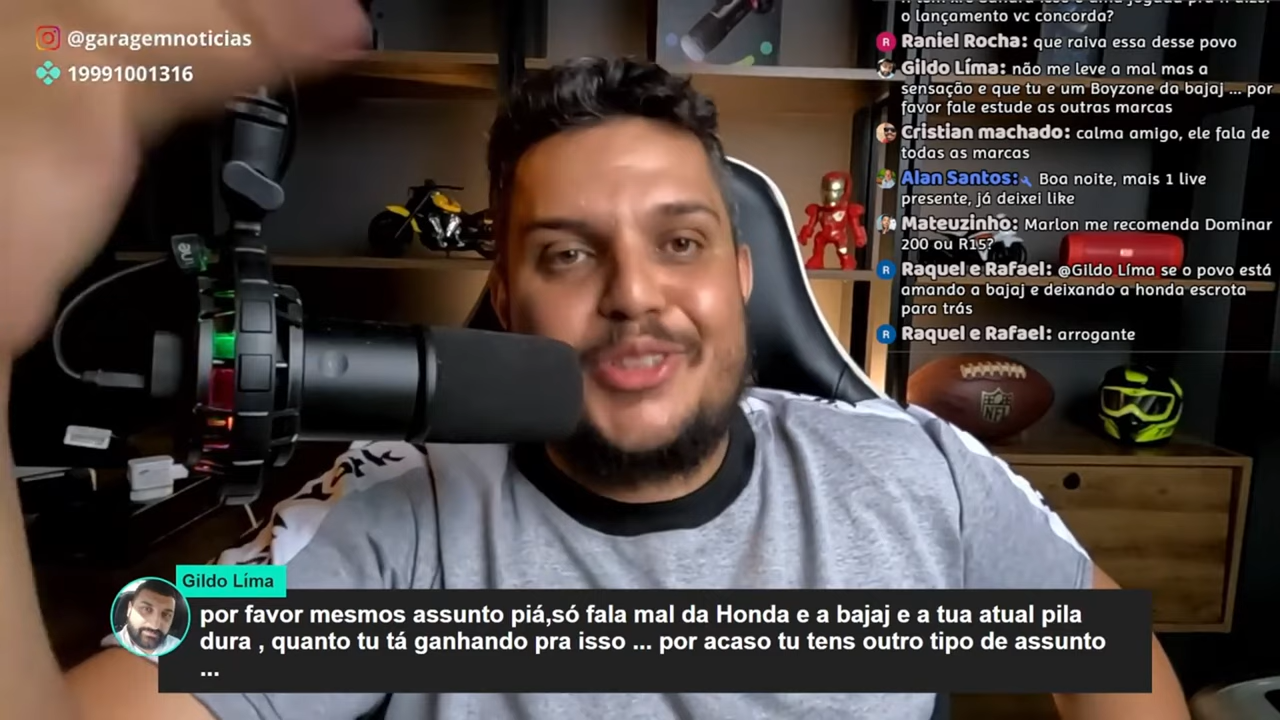 @garagemnoticias
19991001316
o lançamento vc concorda?
Raniel Rocha: que raiva essa desse povo
Gildo Líma: não me leve a mal mas a
sensação e que tu e um Boyzone da bajaj ... por
favor fale estude as outras marcas
Cristian machado: calma amigo, ele fala de
todas as marcas
Alan Santos: Boa noite, mais 1 live
presente, já deixei like
Mateuzinho: Marlon me recomenda Dominar
200 ou R15?
Raquel e Rafael: @Gildo Líma se o povo está
amando a bajaj e deixando a honda escrota
para trás
Raquel e Rafael: arrogante
NFL
Gildo Líma
por favor mesmos assunto piá,só fala mal da Honda e a bajaj e a tua atual pila
dura , quanto tu tá ganhando pra isso ... por acaso tu tens outro tipo de assunto
...